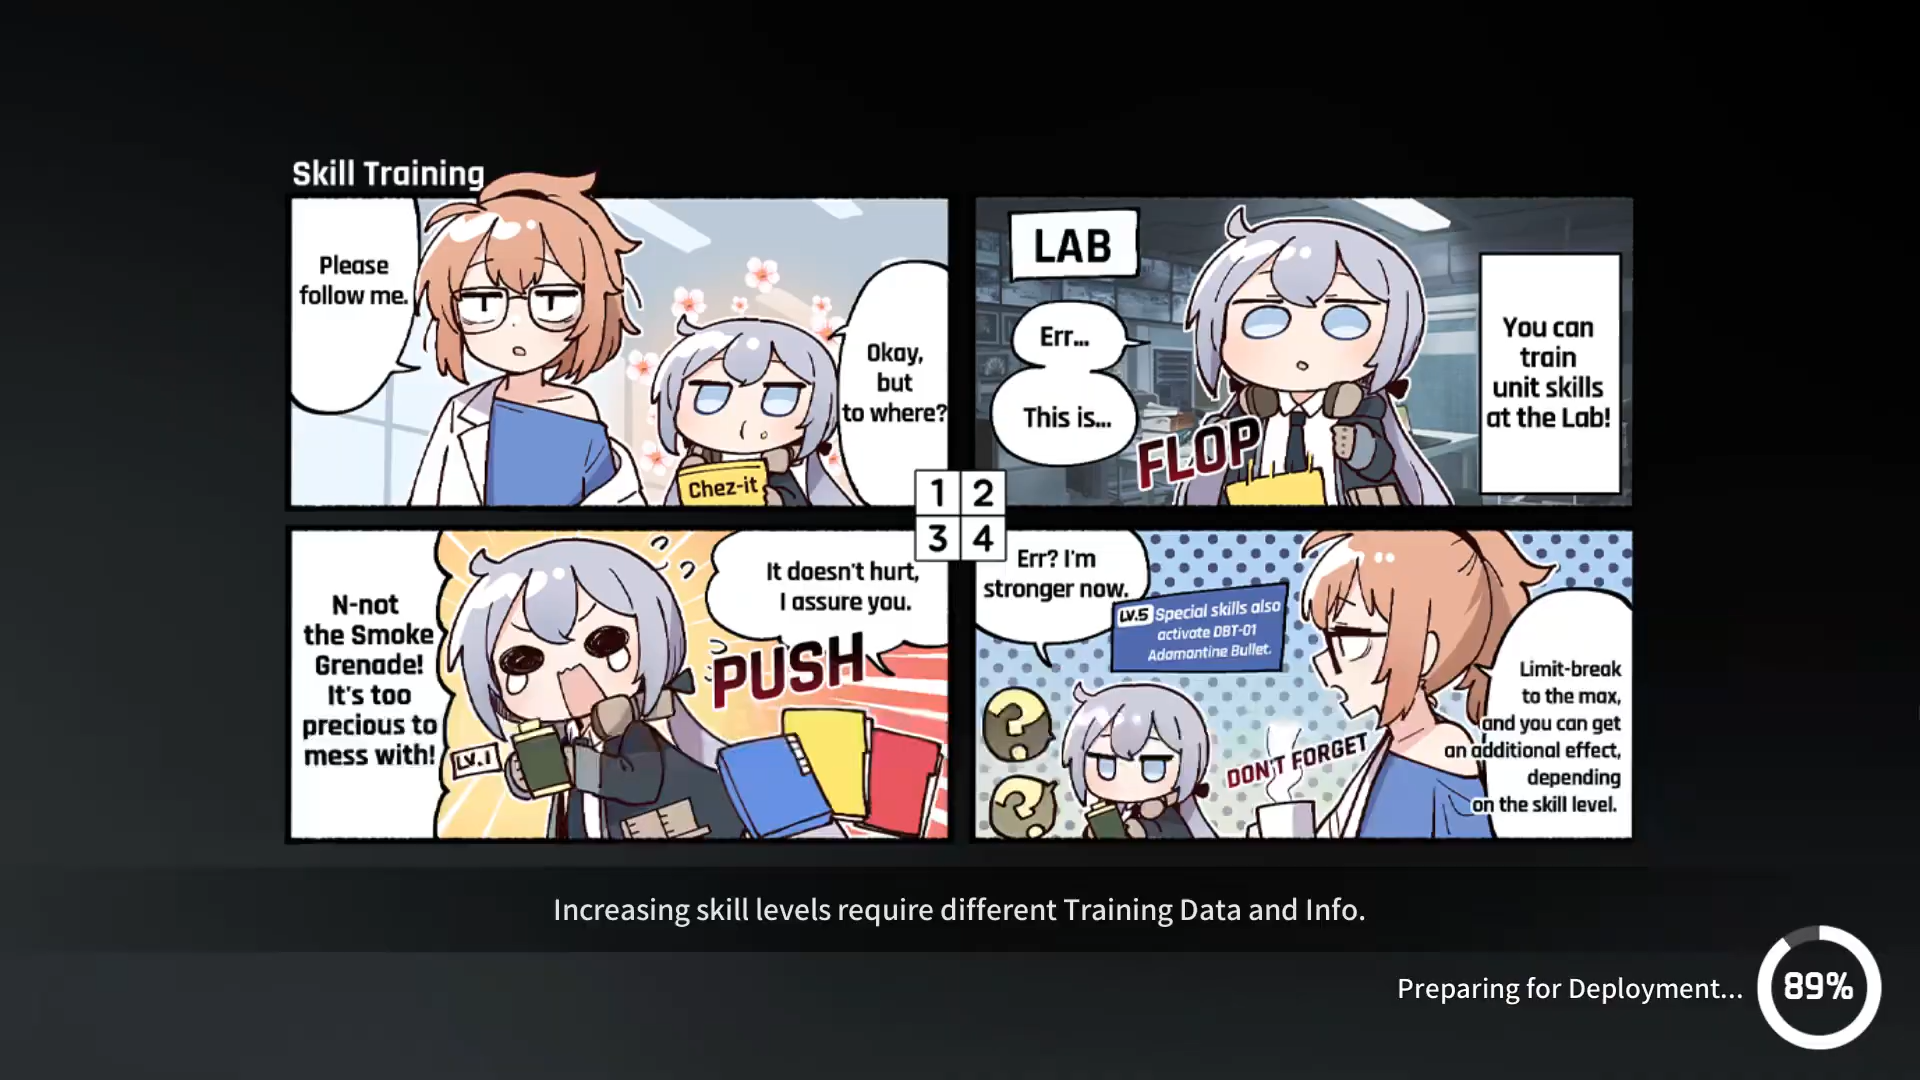 Skill Training
Please
follow me.
Okay,
but
to where?
Chez-it
LAB
Err...
This is...
FLOP
You can
train
unit skills
at the Lab!
1 2
3 4
N-not
the Smoke
Grenade!
It's too
precious to
mess with!
LV.1
It doesn't hurt,
I assure you.
PUSH
Err? I'm
stronger now.
LV.5 Special skills also
activate DBT-01
Adamantine Bullet.
?
?
DON'T FORGET
Limit-break
to the max,
and you can get
an additional effect,
depending
on the skill level.
Increasing skill levels require different Training Data and Info.
Preparing for Deployment...
89%